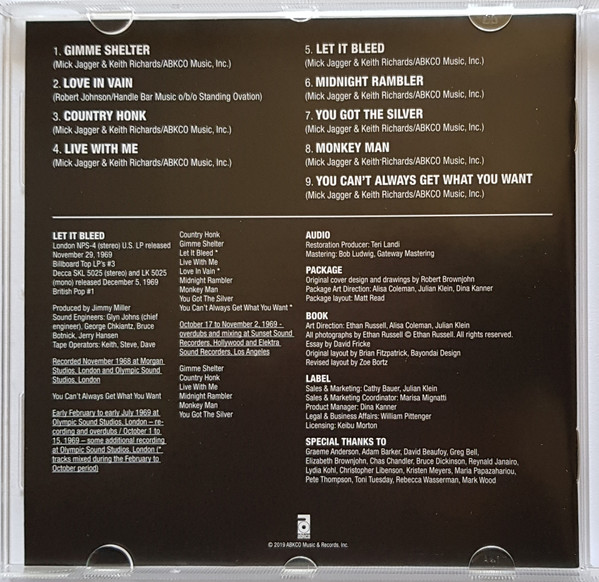 1. GIMME SHELTER
(Mick Jagger & Keith Richards/ABKCO Music, Inc.)
2. LOVE IN VAIN
(Robert Johnson/Handle Bar Music o/b/o Standing Ovation)
3. COUNTRY HONK
(Mick Jagger & Keith Richards/ABKCO Music, Inc.)
4. LIVE WITH ME
(Mick Jagger & Keith Richards/ABKCO Music, Inc.)
5. LET IT BLEED
(Mick Jagger & Keith Richards/ABKCO Music, Inc.)
6. MIDNIGHT RAMBLER
(Mick Jagger & Keith Richards/ABKCO Music, Inc.)
7. YOU GOT THE SILVER
(Mick Jagger & Keith Richards/ABKCO Music, Inc.)
8. MONKEY MAN
(Mick Jagger & Keith Richards/ABKCO Music, Inc.)
9. YOU CAN'T ALWAYS GET WHAT YOU WANT
(Mick Jagger & Keith Richards/ABKCO Music, Inc.)
LET IT BLEED
London NPS-4 (stereo) U.S. LP released
November 29, 1969
Billboard Top LP's #3
Decca SKL 5025 (stereo) and LK 5025
(mono) released December 5, 1969
British Pop #1
Produced by Jimmy Miller
Sound Engineers: Glyn Johns (chief
engineer), George Chkiantz, Bruce
Botnick, Jerry Hansen
Tape Operators: Keith, Steve, Dave
Recorded November 1968 at Morgan
Studios, London and Olympic Sound
Studios, London
You Can't Always Get What You Want
Early February to early July 1969 at
Olympic Sound Studios, London – re-
cording and overdubs / October 1 to
15, 1969 – some additional recording
at Olympic Sound Studios, London (*
tracks mixed during the February to
October period)
Country Honk
Gimme Shelter
Let It Bleed *
Live With Me
Love In Vain *
Midnight Rambler
Monkey Man
You Got The Silver
You Can't Always Get What You Want *
October 17 to November 2, 1969 -
overdubs and mixing at Sunset Sound
Recorders, Hollywood and Elektra
Sound Recorders, Los Angeles
Gimme Shelter
Country Honk
Live With Me
Midnight Rambler
Monkey Man
You Got The Silver
AUDIO
Restoration Producer: Teri Landi
Mastering: Bob Ludwig, Gateway Mastering
PACKAGE
Original cover design and drawings by Robert Brownjohn
Package Art Direction: Alisa Coleman, Julian Klein, Dina Kanner
Package layout: Matt Read
BOOK
Art Direction: Ethan Russell, Alisa Coleman, Julian Klein
All photographs by Ethan Russell © Ethan Russell. All rights reserved.
Essay by David Fricke
Original layout by Brian Fitzpatrick, Bayondai Design
Revised layout by Zoe Bortz
LABEL
Sales & Marketing: Cathy Bauer, Julian Klein
Sales & Marketing Coordinator: Marisa Mignatti
Product Manager: Dina Kanner
Legal & Business Affairs: William Pittenger
Licensing: Keibu Morton
SPECIAL THANKS TO
Graeme Anderson, Adam Barker, David Beaufoy, Greg Bell,
Elizabeth Brownjohn, Chas Chandler, Bruce Dickinson, Reynald Janairo,
Lydia Kohl, Christopher Libenson, Kristen Meyers, Maria Papazahariou,
Pete Thompson, Toni Tuesday, Rebecca Wasserman, Mark Wood
abkco
© 2019 ABKCO Music & Records, Inc.